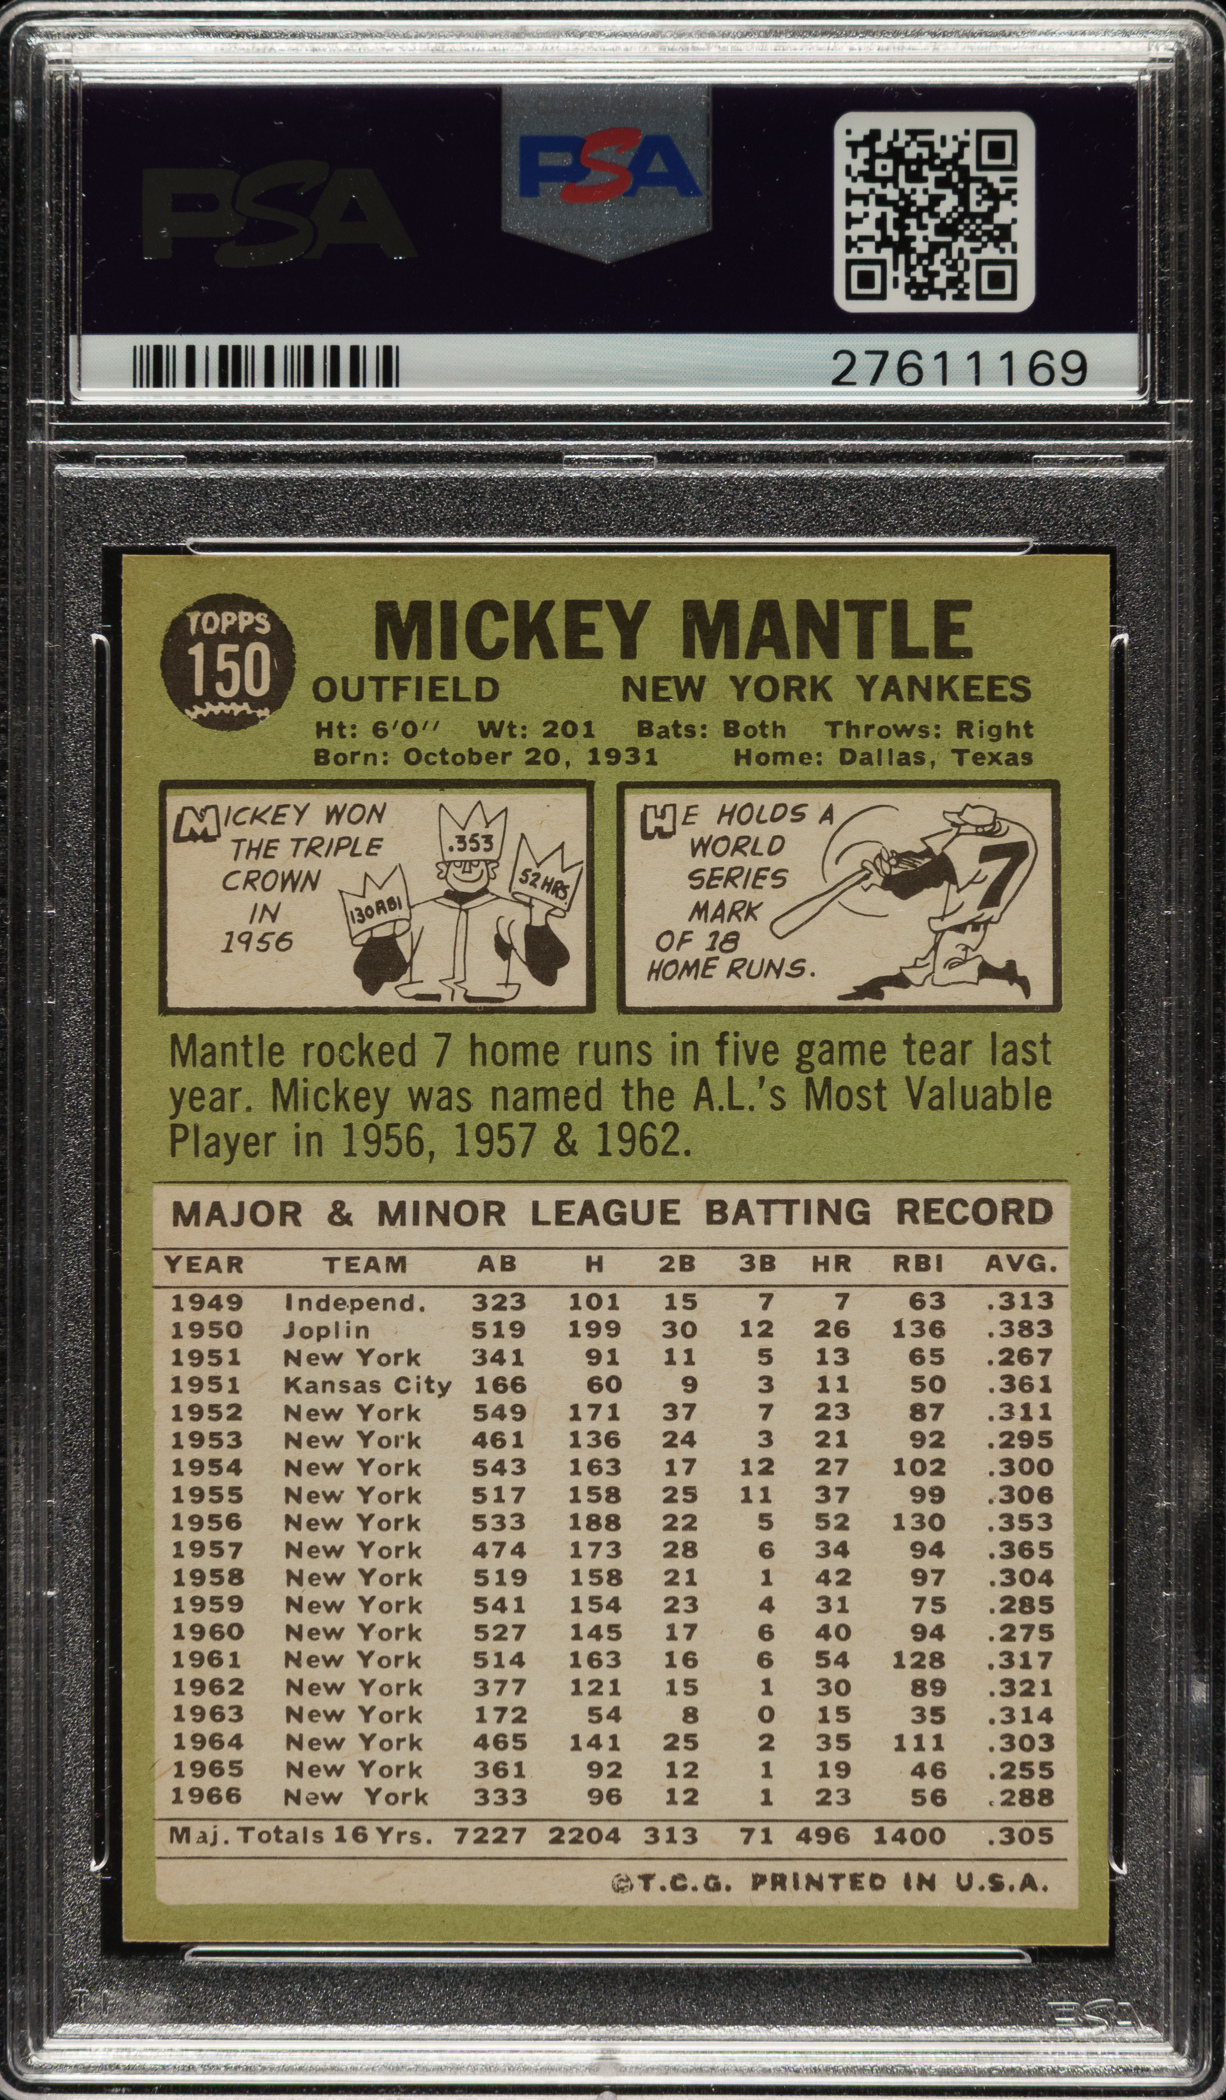 PSA
PSA
27611169
TOPPS
150
MICKEY MANTLE
OUTFIELD NEW YORK YANKEES
Ht: 6'0'' Wt: 201 Bats: Both Throws: Right
Born: October 20, 1931 Home: Dallas, Texas
MICKEY WON
THE TRIPLE
CROWN
IN
1956
.353
130 RBI
52 HRS
HE HOLDS A
WORLD
SERIES
MARK
OF 18
HOME RUNS.
7
Mantle rocked 7 home runs in five game tear last
year. Mickey was named the A.L.'s Most Valuable
Player in 1956, 1957 & 1962.
MAJOR & MINOR LEAGUE BATTING RECORD
YEAR TEAM AB H 2B 3B HR RBI AVG.
1949 Independ. 323 101 15 7 7 63 .313
1950 Joplin 519 199 30 12 26 136 .383
1951 New York 341 91 11 5 13 65 .267
1951 Kansas City 166 60 9 3 11 50 .361
1952 New York 549 171 37 7 23 87 .311
1953 New York 461 136 24 3 21 92 .295
1954 New York 543 163 17 12 27 102 .300
1955 New York 517 158 25 11 37 99 .306
1956 New York 533 188 22 5 52 130 .353
1957 New York 474 173 28 6 34 94 .365
1958 New York 519 158 21 1 42 97 .304
1959 New York 541 154 23 4 31 75 .285
1960 New York 527 145 17 6 40 94 .275
1961 New York 514 163 16 6 54 128 .317
1962 New York 377 121 15 1 30 89 .321
1963 New York 172 54 8 0 15 35 .314
1964 New York 465 141 25 2 35 111 .303
1965 New York 361 92 12 1 19 46 .255
1966 New York 333 96 12 1 23 56 .288
Maj. Totals 16 Yrs. 7227 2204 313 71 496 1400 .305
©T.C.G. PRINTED IN U.S.A.
PSA